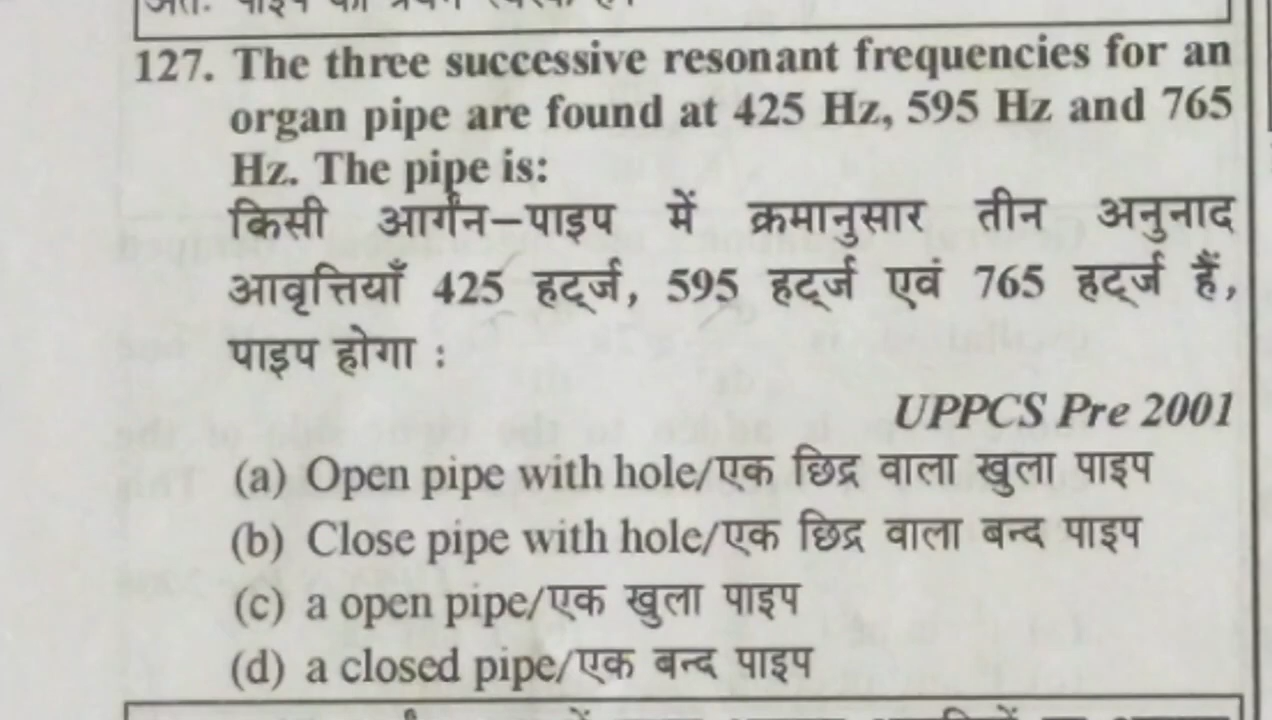 127. The three successive resonant frequencies for an
organ pipe are found at 425 Hz, 595 Hz and 765
Hz. The pipe is:
किसी आर्गन-पाइप में क्रमानुसार तीन अनुनाद
आवृत्तियाँ 425 हर्ट्ज, 595 हर्ट्ज एवं 765 हर्ट्ज हैं,
पाइप होगा :
UPPCS Pre 2001
(a) Open pipe with hole/एक छिद्र वाला खुला पाइप
(b) Close pipe with hole/एक छिद्र वाला बन्द पाइप
(c) a open pipe/एक खुला पाइप
(d) a closed pipe/एक बन्द पाइप